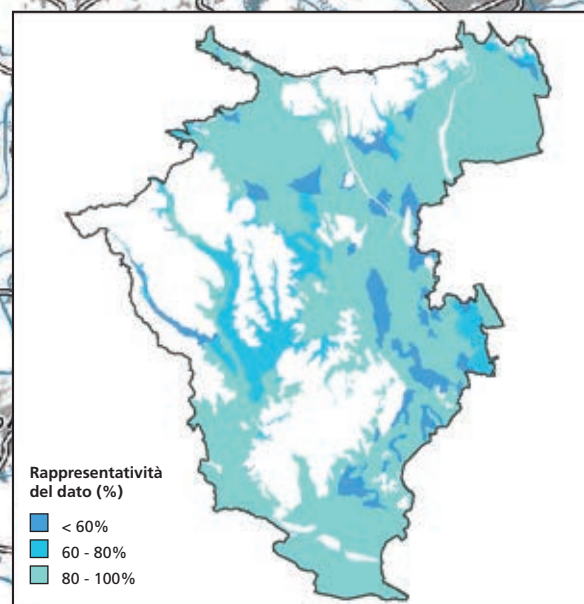 Rappresentatività
del dato (%)
< 60%
60 - 80%
80 - 100%